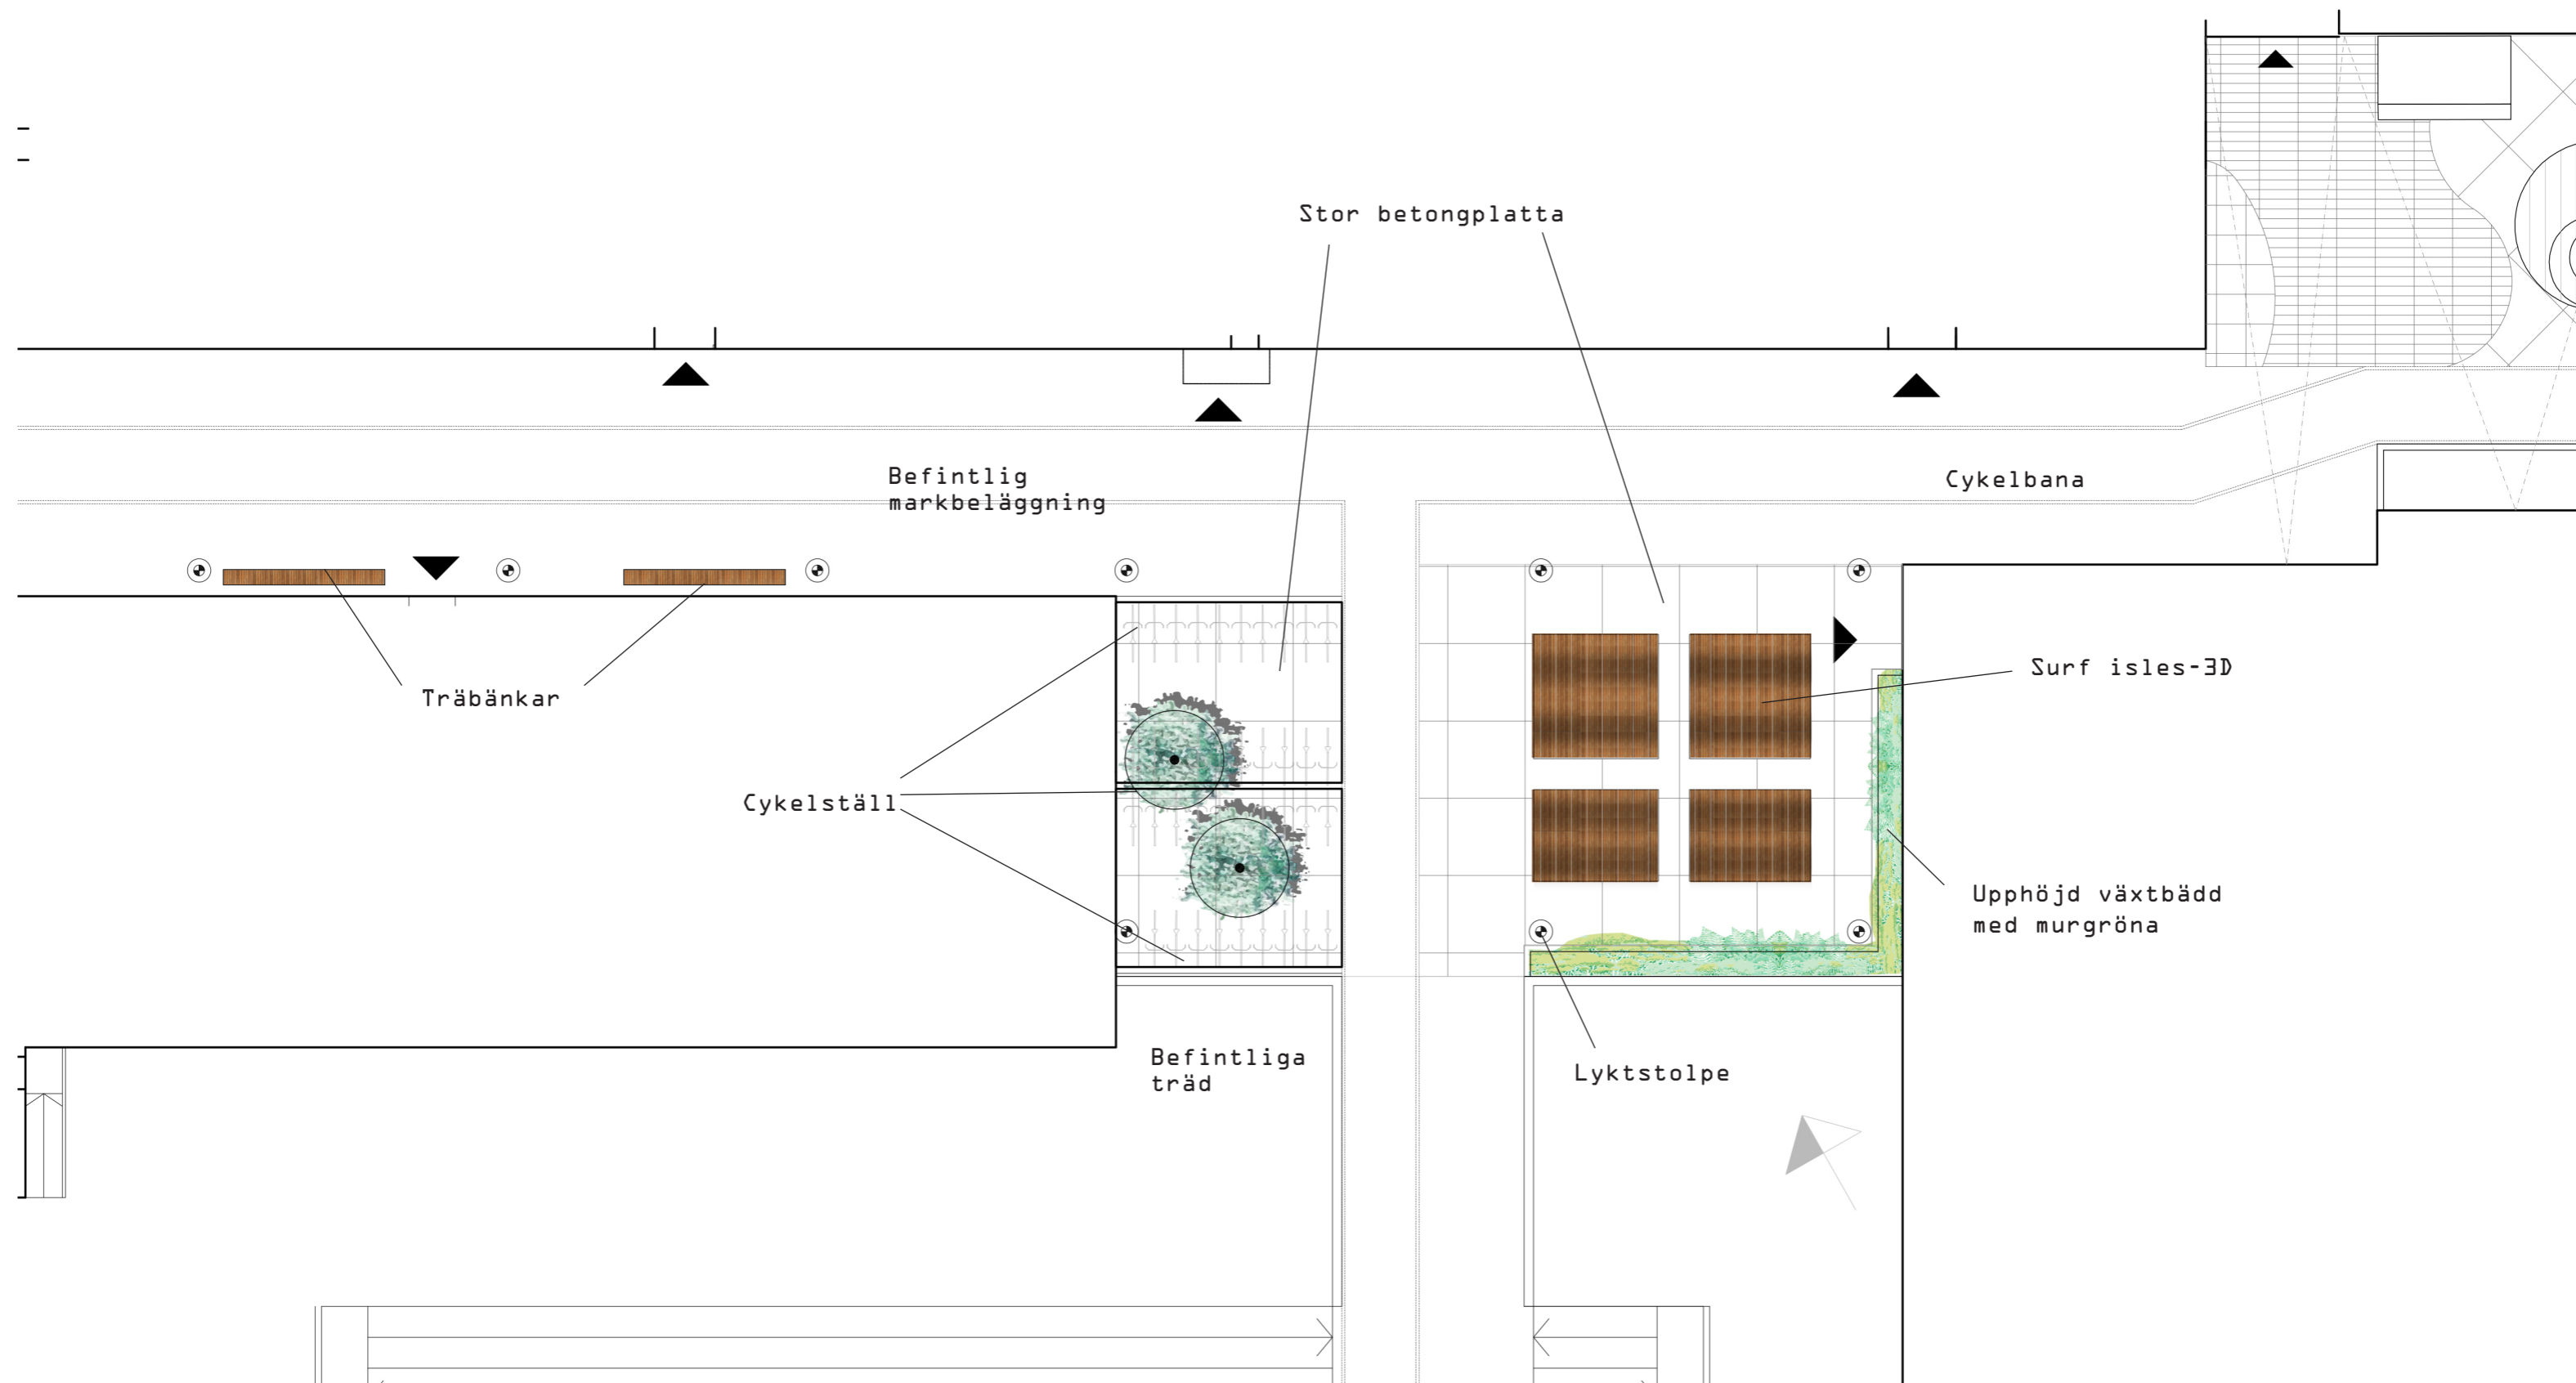 Stor betongplatta
Befintlig
markbeläggning
Cykelbana
Träbänkar
Surf isles-3D
Cykelställ
Upphöjd växtbädd
med murgröna
Befintliga
träd
Lyktstolpe